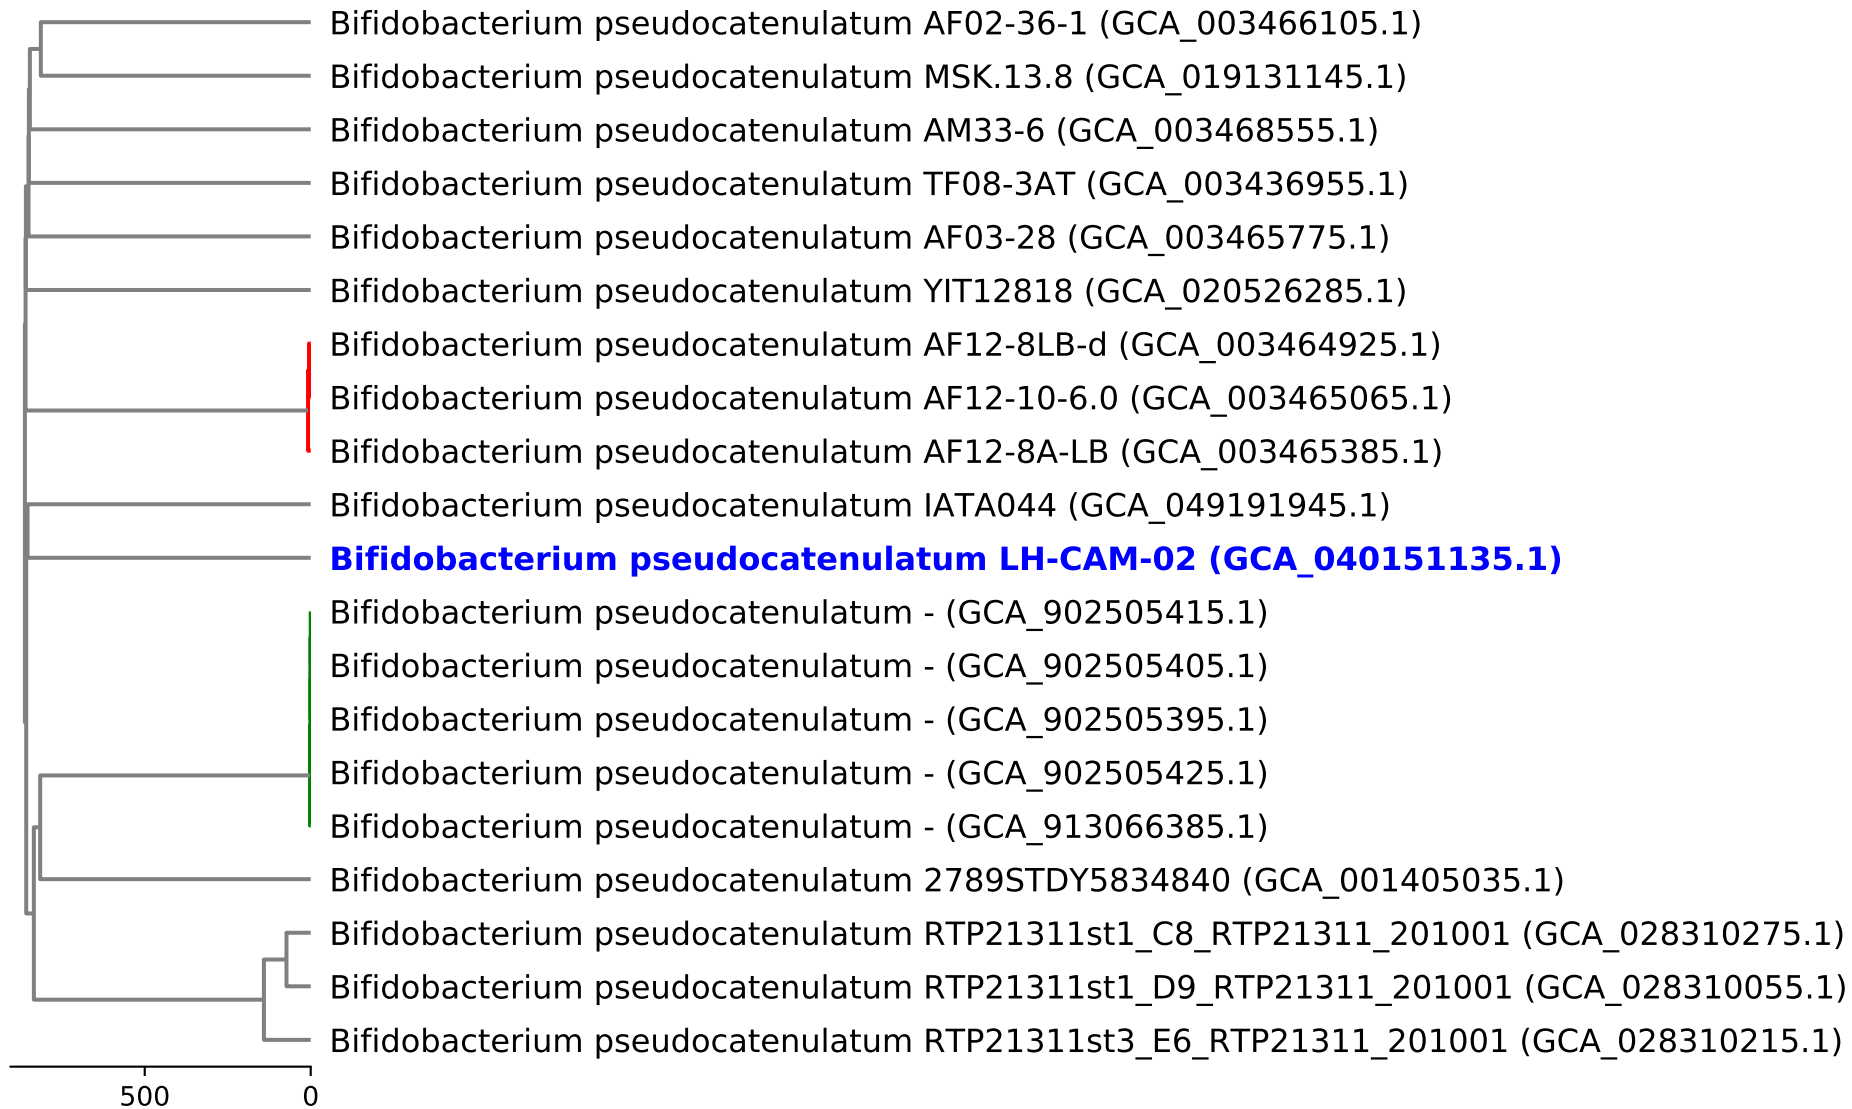 Bifidobacterium pseudocatenulatum AF02-36-1 (GCA_003466105.1)
Bifidobacterium pseudocatenulatum MSK.13.8 (GCA_019131145.1)
Bifidobacterium pseudocatenulatum AM33-6 (GCA_003468555.1)
Bifidobacterium pseudocatenulatum TF08-3AT (GCA_003436955.1)
Bifidobacterium pseudocatenulatum AF03-28 (GCA_003465775.1)
Bifidobacterium pseudocatenulatum YIT12818 (GCA_020526285.1)
Bifidobacterium pseudocatenulatum AF12-8LB-d (GCA_003464925.1)
Bifidobacterium pseudocatenulatum AF12-10-6.0 (GCA_003465065.1)
Bifidobacterium pseudocatenulatum AF12-8A-LB (GCA_003465385.1)
Bifidobacterium pseudocatenulatum IATA044 (GCA_049191945.1)
Bifidobacterium pseudocatenulatum LH-CAM-02 (GCA_040151135.1)
Bifidobacterium pseudocatenulatum - (GCA_902505415.1)
Bifidobacterium pseudocatenulatum - (GCA_902505405.1)
Bifidobacterium pseudocatenulatum - (GCA_902505395.1)
Bifidobacterium pseudocatenulatum - (GCA_902505425.1)
Bifidobacterium pseudocatenulatum - (GCA_913066385.1)
Bifidobacterium pseudocatenulatum 2789STDY5834840 (GCA_001405035.1)
Bifidobacterium pseudocatenulatum RTP21311st1_C8_RTP21311_201001 (GCA_028310275.1)
Bifidobacterium pseudocatenulatum RTP21311st1_D9_RTP21311_201001 (GCA_028310055.1)
Bifidobacterium pseudocatenulatum RTP21311st3_E6_RTP21311_201001 (GCA_028310215.1)
500 0